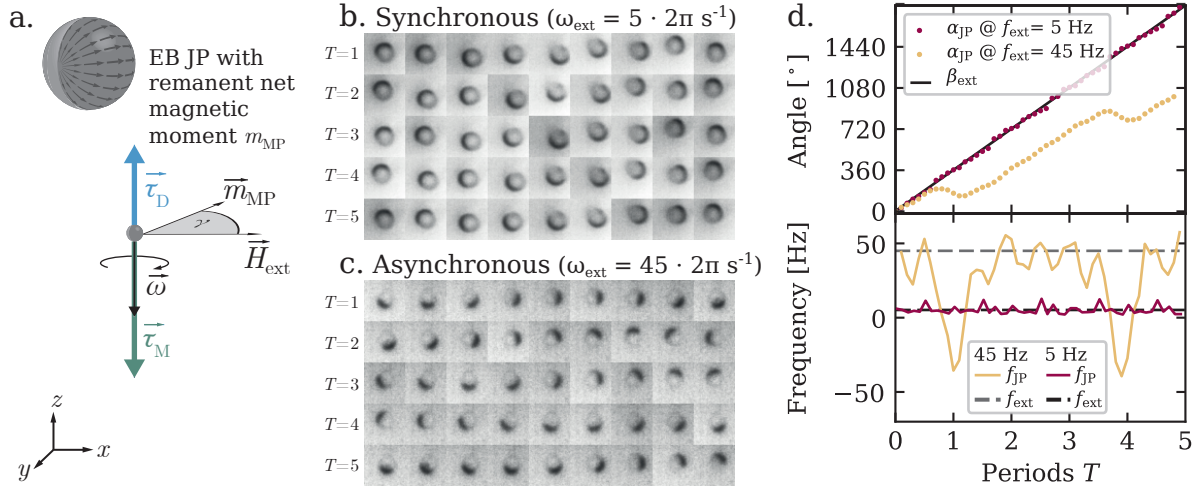 a.
EB JP with
remanent net
magnetic
moment m_MP
τ_D
m_MP
γ
H_ext
ω
τ_M
z
x
y
b. Synchronous (ω_ext = 5 · 2π s⁻¹)
T=1
T=2
T=3
T=4
T=5
c. Asynchronous (ω_ext = 45 · 2π s⁻¹)
T=1
T=2
T=3
T=4
T=5
d.
α_JP @ f_ext= 5 Hz
α_JP @ f_ext= 45 Hz
β_ext
Angle [°]
1440
1080
720
360
0
Frequency [Hz]
50
0
−50
45 Hz 5 Hz
f_JP f_JP
f_ext f_ext
0 1 2 3 4 5
Periods T